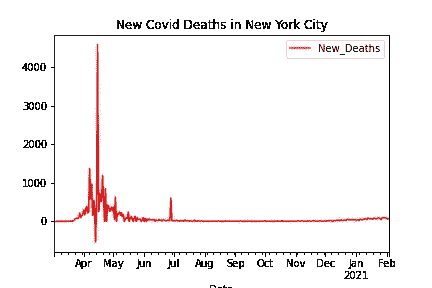 New Covid Deaths in New York City
New_Deaths
4000
3000
2000
1000
0
Apr May Jun Jul Aug Sep Oct Nov Dec Jan Feb
2021
Date